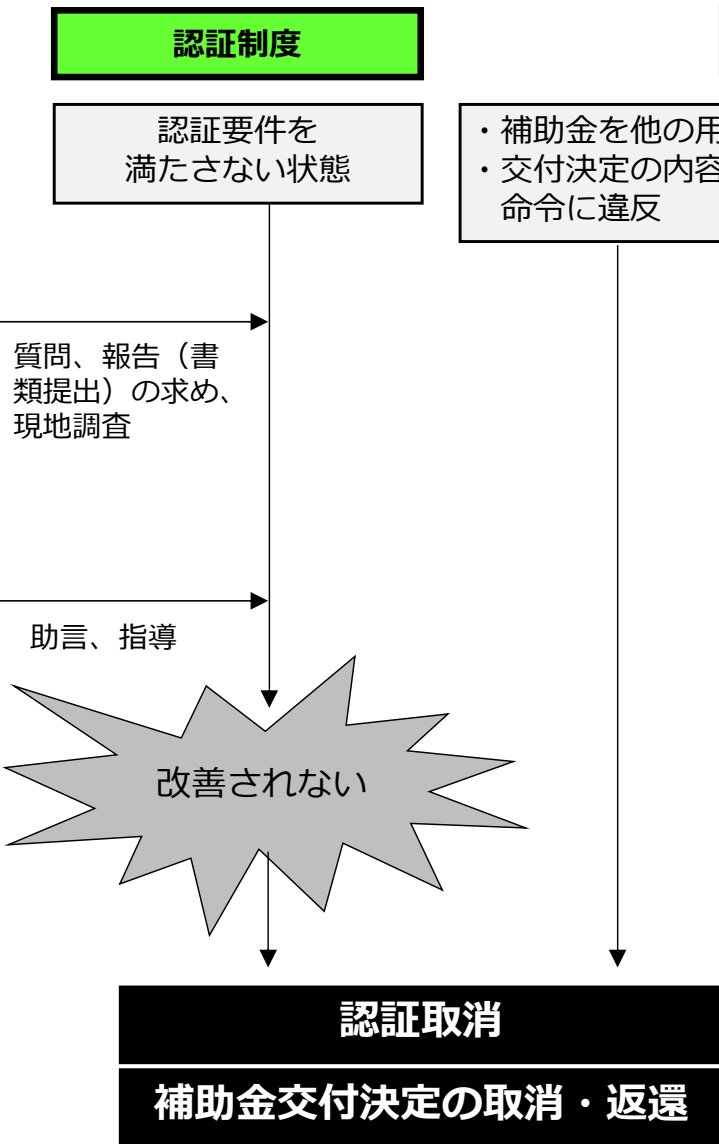 認証制度
認証要件を
満たさない状態
・補助金を他の用
・交付決定の内容
命令に違反
質問、報告（書
類提出）の求め、
現地調査
助言、指導
改善されない
認証取消
補助金交付決定の取消・返還